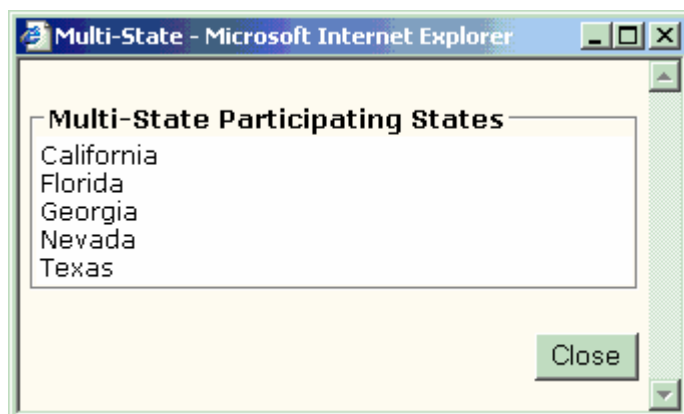 Multi-State - Microsoft Internet Explorer
Multi-State Participating States
California
Florida
Georgia
Nevada
Texas
Close